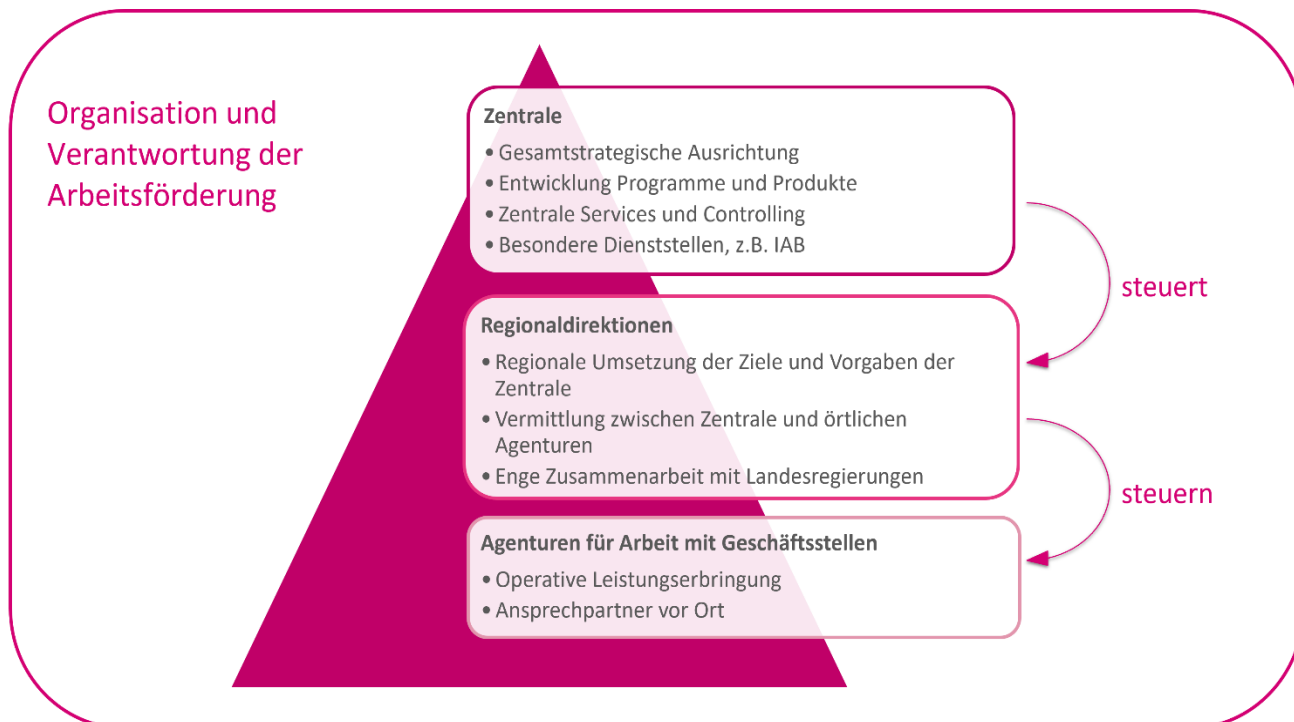 Organisation und
Verantwortung der
Arbeitsförderung
Zentrale
• Gesamtstrategische Ausrichtung
• Entwicklung Programme und Produkte
• Zentrale Services und Controlling
• Besondere Dienststellen, z.B. IAB
steuert
Regionaldirektionen
• Regionale Umsetzung der Ziele und Vorgaben der
Zentrale
• Vermittlung zwischen Zentrale und örtlichen
Agenturen
• Enge Zusammenarbeit mit Landesregierungen
steuern
Agenturen für Arbeit mit Geschäftsstellen
• Operative Leistungserbringung
• Ansprechpartner vor Ort